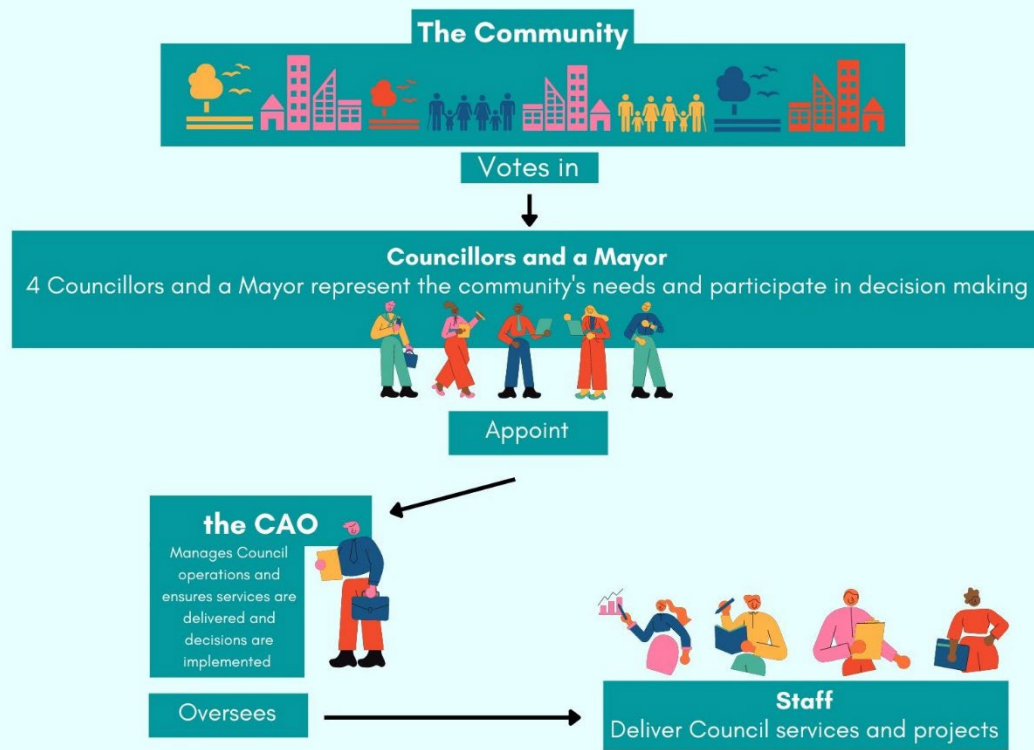 The Community
Votes in
Councillors and a Mayor
4 Councillors and a Mayor represent the community's needs and participate in decision making
Appoint
the CAO
Manages Council
operations and
ensures services are
delivered and
decisions are
implemented
Oversees
Staff
Deliver Council services and projects